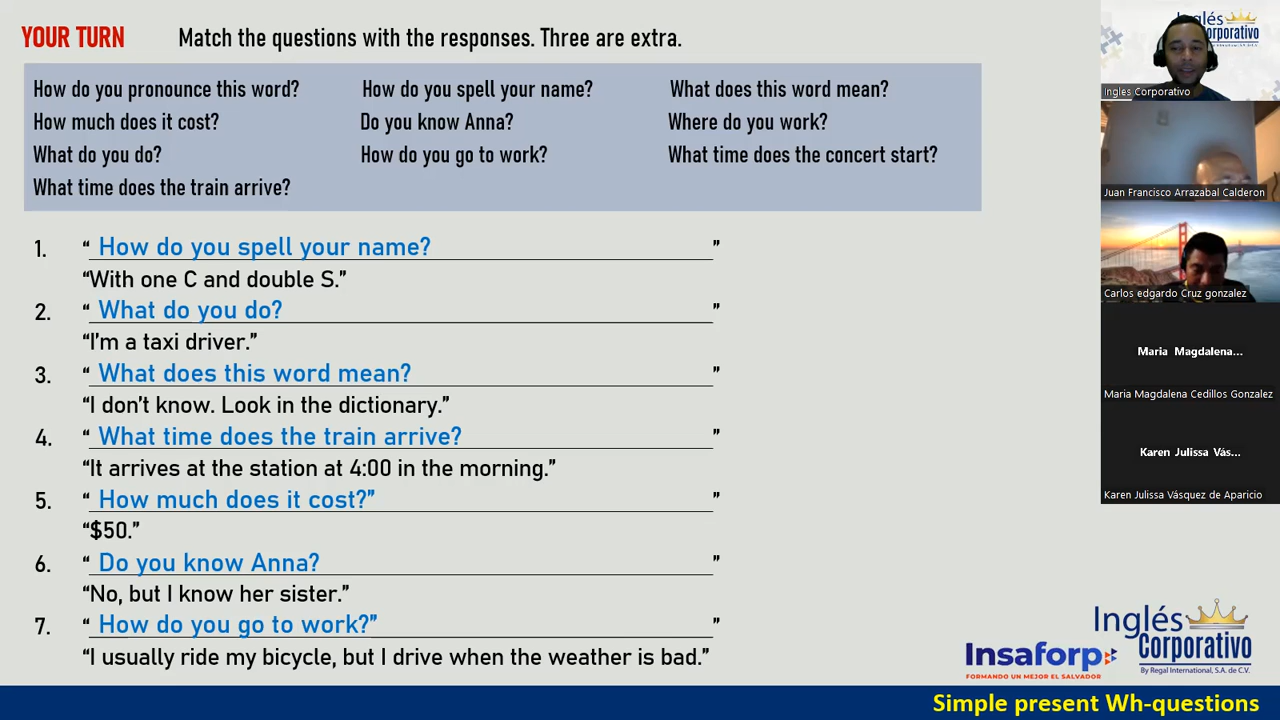 YOUR TURN Match the questions with the responses. Three are extra.
How do you pronounce this word? How do you spell your name? What does this word mean?
How much does it cost? Do you know Anna? Where do you work?
What do you do? How do you go to work? What time does the concert start?
What time does the train arrive?
1. “ How do you spell your name? ”
“With one C and double S.”
2. “ What do you do? ”
“I’m a taxi driver.”
3. “ What does this word mean? ”
“I don’t know. Look in the dictionary.”
4. “ What time does the train arrive? ”
“It arrives at the station at 4:00 in the morning.”
5. “ How much does it cost?” ”
“$50.”
6. “ Do you know Anna? ”
“No, but I know her sister.”
7. “ How do you go to work?” ”
“I usually ride my bicycle, but I drive when the weather is bad.”
Inglés
Corporativo
By Regal International, S.A. de C.V.
Insaforp
FORMANDO UN MEJOR EL SALVADOR
Simple present Wh-questions
Inglés
orporativo
Ingles Corporativo
Juan Francisco Arrazabal Calderon
Carlos edgardo Cruz gonzalez
Maria Magdalena...
Maria Magdalena Cedillos Gonzalez
Karen Julissa Vás...
Karen Julissa Vásquez de Aparicio